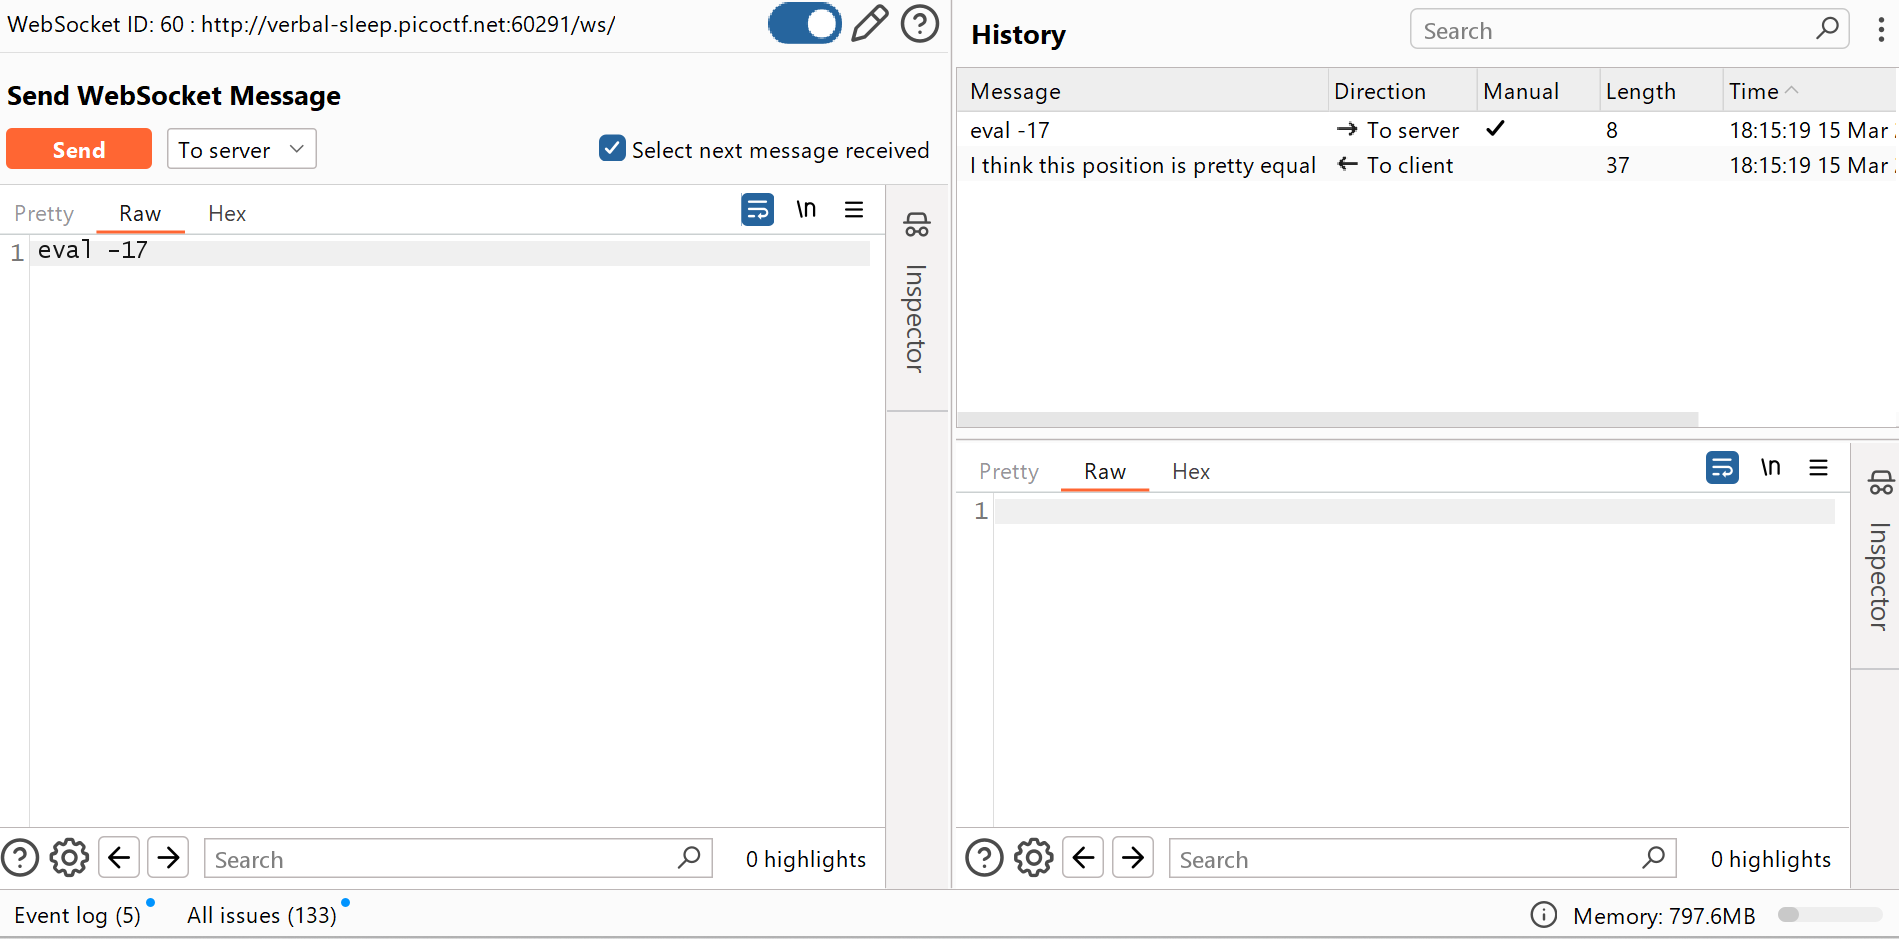 WebSocket ID: 60 : http://verbal-sleep.picoctf.net:60291/ws/
Send WebSocket Message
Send To server Select next message received
Pretty Raw Hex \n
1 eval -17
Inspector
Search 0 highlights
History Search
Message Direction Manual Length Time
eval -17 To server 8 18:15:19 15 Mar
I think this position is pretty equal To client 37 18:15:19 15 Mar
Pretty Raw Hex \n
1
Inspector
Search 0 highlights
Event log (5) All issues (133) Memory: 797.6MB